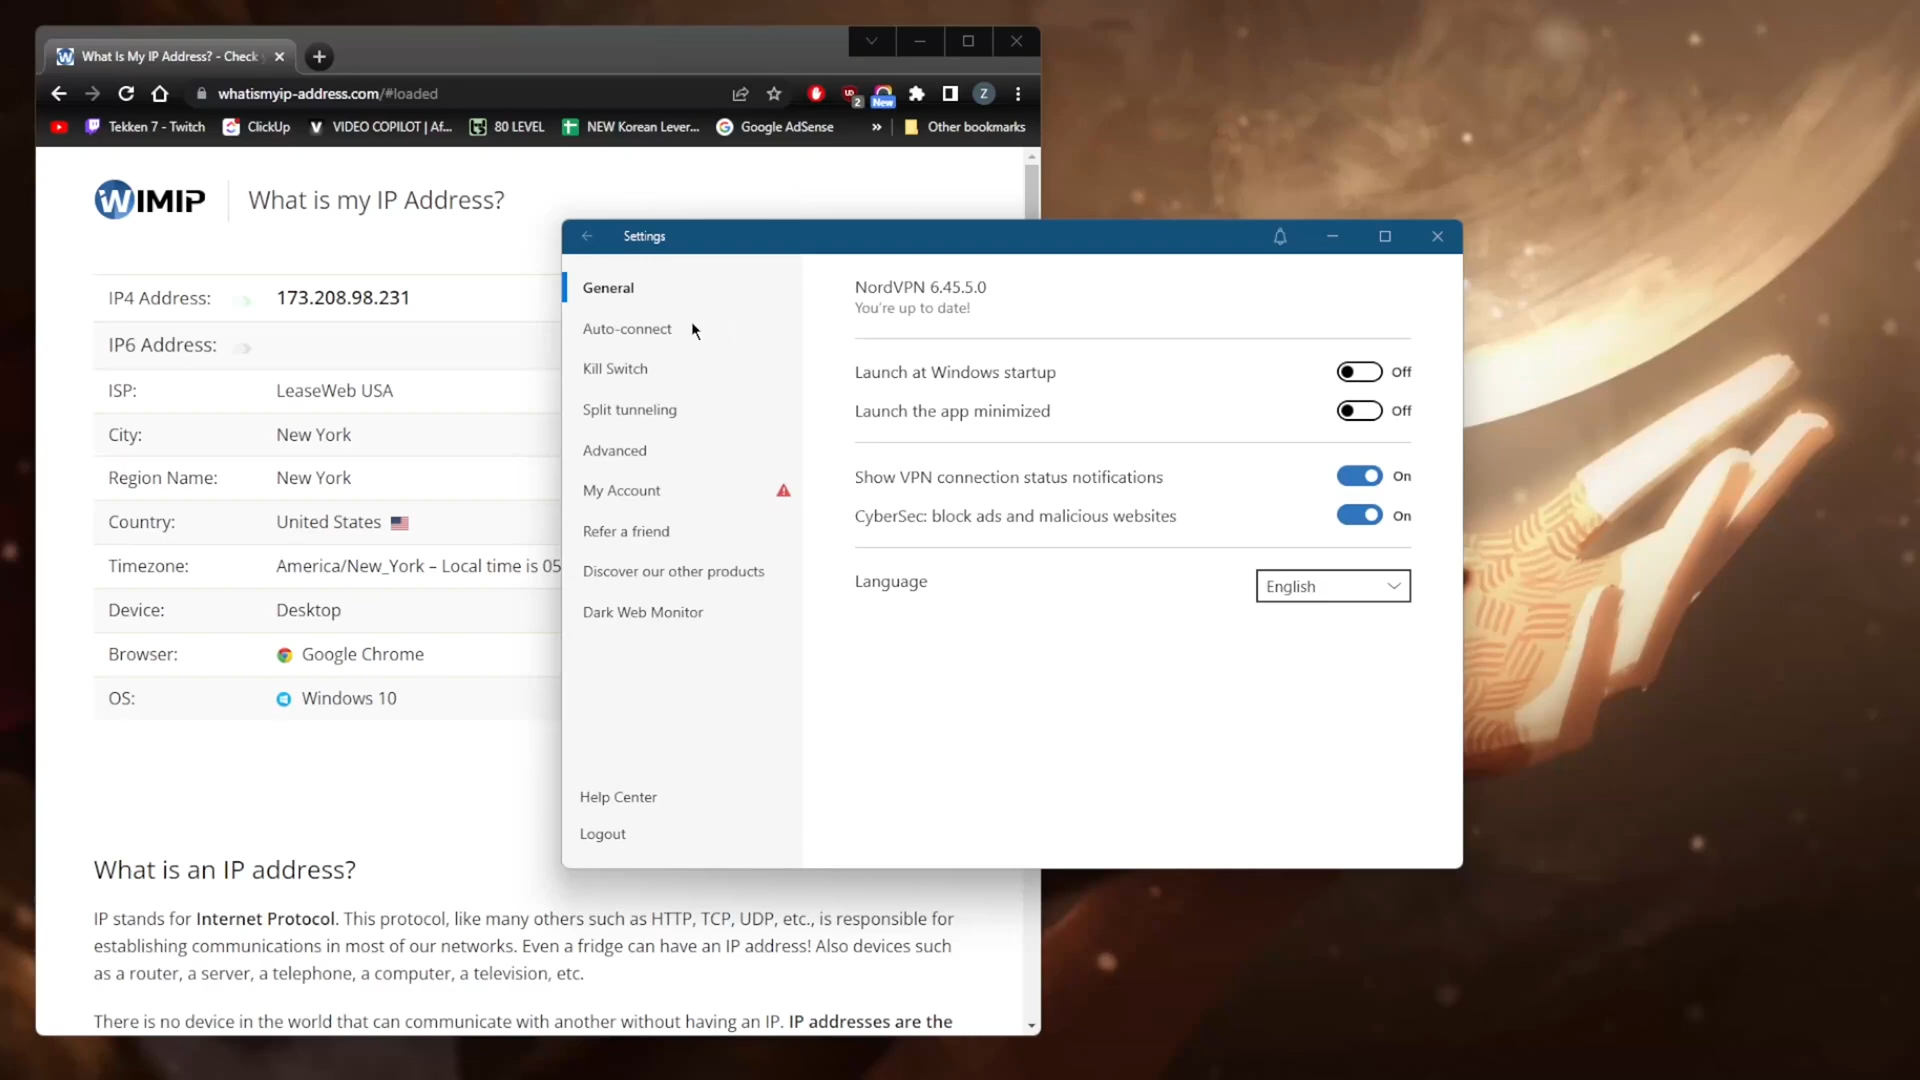 What Is My IP Address? - Check
whatismyip-address.com/#loaded
2
New
Z
Tekken 7 - Twitch
ClickUp
VIDEO COPILOT | Af...
80 LEVEL
NEW Korean Lever...
Google AdSense
»
Other bookmarks
WIMIP
What is my IP Address?
IP4 Address: 173.208.98.231
IP6 Address:
ISP: LeaseWeb USA
City: New York
Region Name: New York
Country: United States
Timezone: America/New_York – Local time is 05
Device: Desktop
Browser: Google Chrome
OS: Windows 10
What is an IP address?
IP stands for Internet Protocol. This protocol, like many others such as HTTP, TCP, UDP, etc., is responsible for
establishing communications in most of our networks. Even a fridge can have an IP address! Also devices such
as a router, a server, a telephone, a computer, a television, etc.
There is no device in the world that can communicate with another without having an IP. IP addresses are the
Settings
General
Auto-connect
Kill Switch
Split tunneling
Advanced
My Account
Refer a friend
Discover our other products
Dark Web Monitor
Help Center
Logout
NordVPN 6.45.5.0
You're up to date!
Launch at Windows startup Off
Launch the app minimized Off
Show VPN connection status notifications On
CyberSec: block ads and malicious websites On
Language English